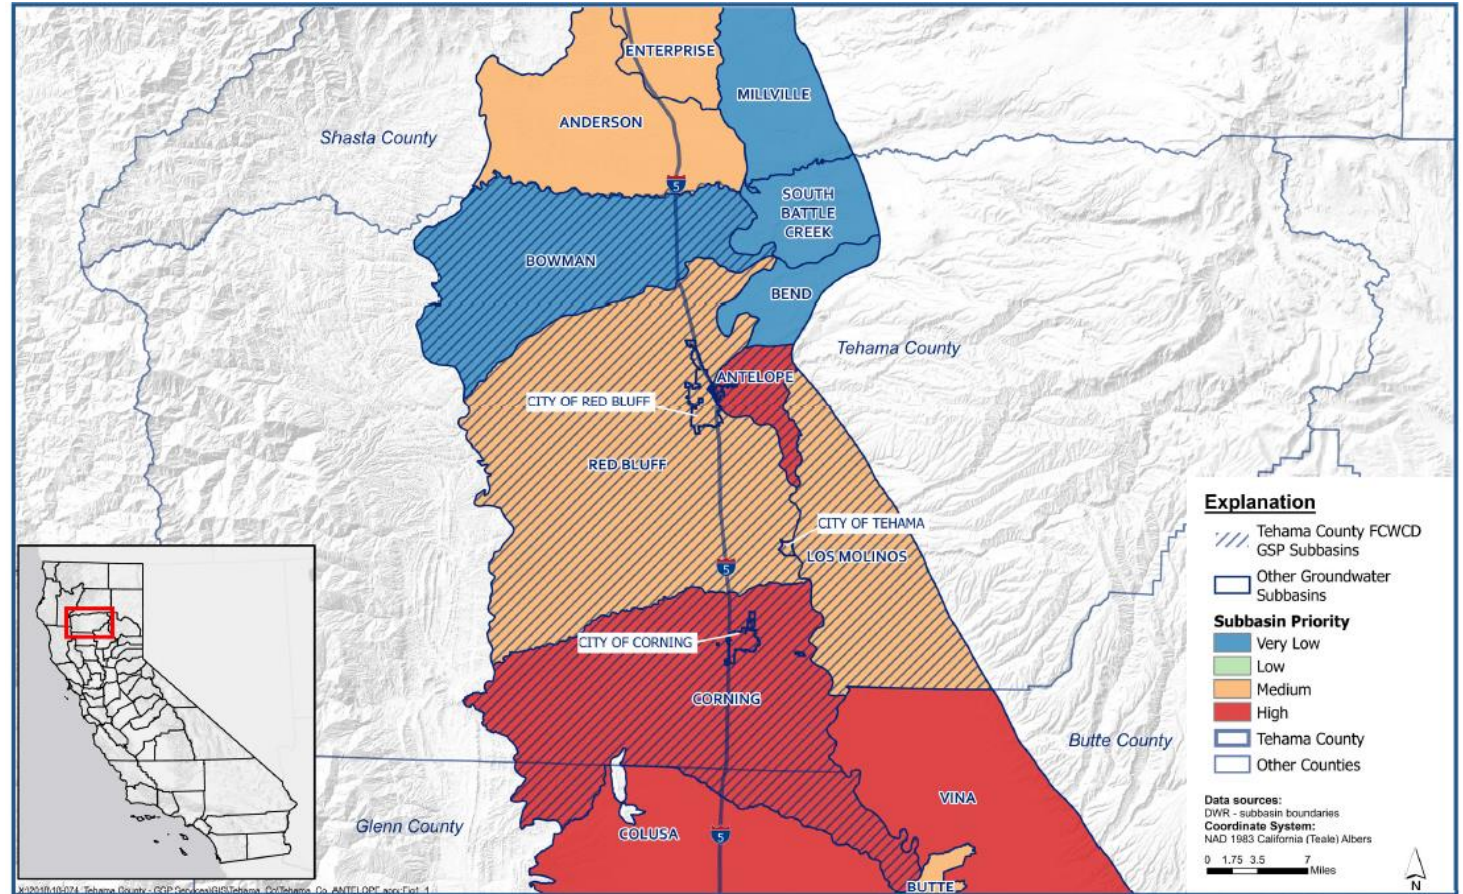 ENTERPRISE
MILLVILLE
ANDERSON
Shasta County
5
SOUTH
BATTLE
CREEK
BOWMAN
BEND
Tehama County
ANTELOPE
CITY OF RED BLUFF
RED BLUFF
CITY OF TEHAMA
LOS MOLINOS
5
CITY OF CORNING
CORNING
Butte County
VINA
Glenn County
COLUSA
5
BUTTE
Explanation
Tehama County FCWCD
GSP Subbasins
Other Groundwater
Subbasins
Subbasin Priority
Very Low
Low
Medium
High
Tehama County
Other Counties
Data sources:
DWR - subbasin boundaries
Coordinate System:
NAD 1983 California (Teale) Albers
0 1.75 3.5 7
Miles
N